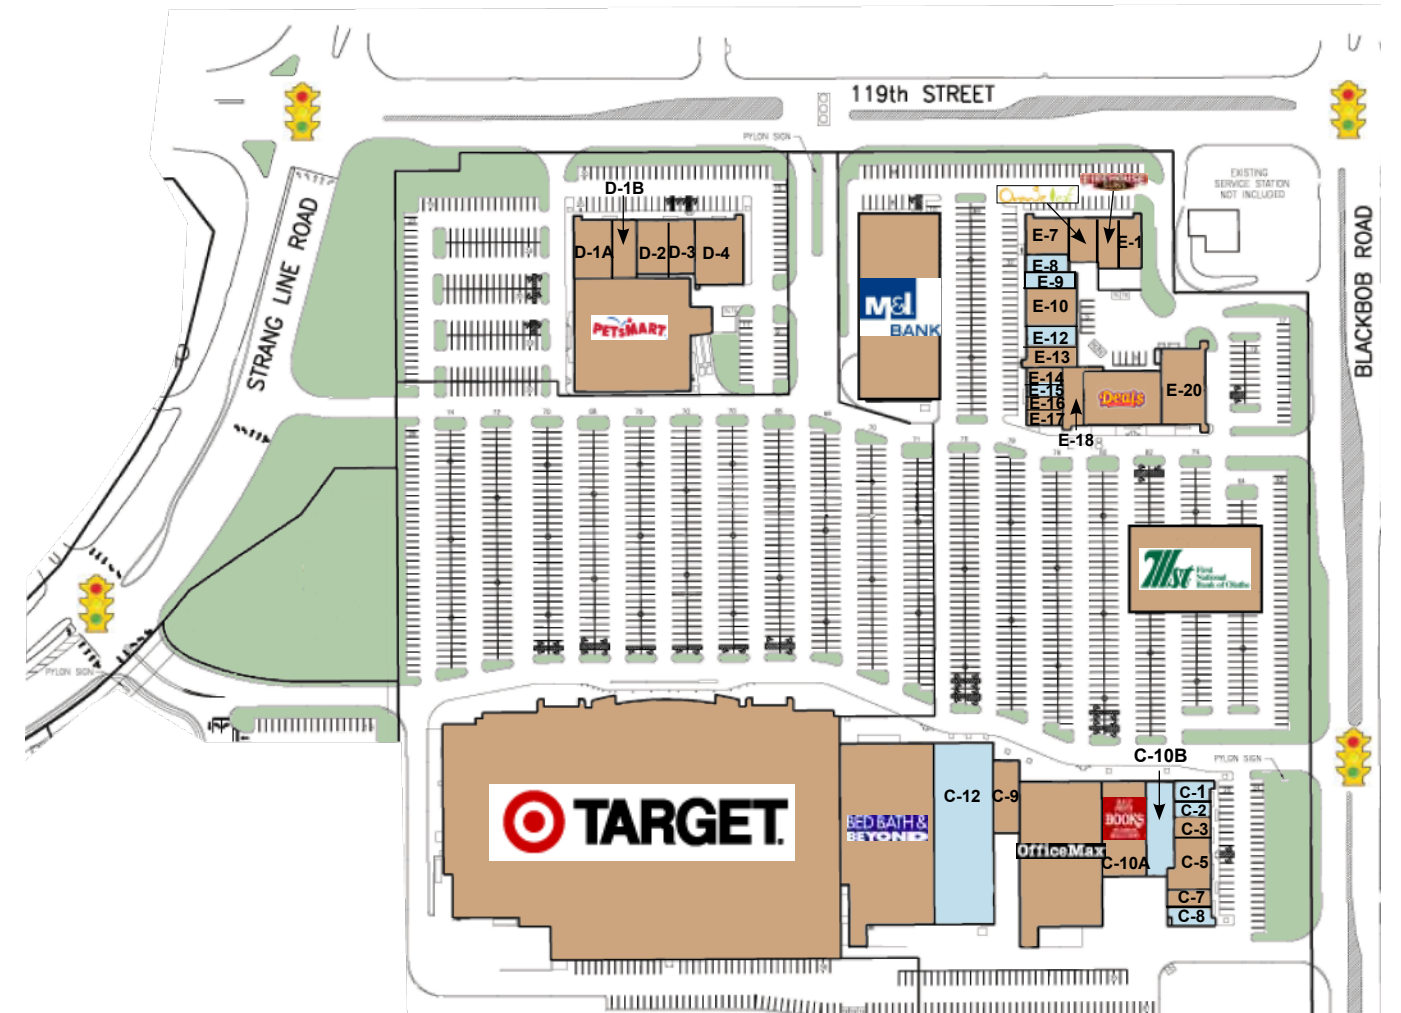 119th STREET
PYLON SIGN
EXISTING
SERVICE STATION
NOT INCLUDED
STRANG LINE ROAD
BLACKBOB ROAD
D-1B
D-1A
D-2
D-3
D-4
PETSMART
M&I
BANK
E-7
E-1
E-8
E-9
E-10
E-12
E-13
E-14
E-15
E-16
E-17
E-18
Deals
E-20
1st
First
National
Bank of Olathe
PYLON SIGN
PYLON SIGN
TARGET
BED BATH &
BEYOND
C-12
C-9
OfficeMax
BOOKS
C-10A
C-10B
C-1
C-2
C-3
C-5
C-7
C-8